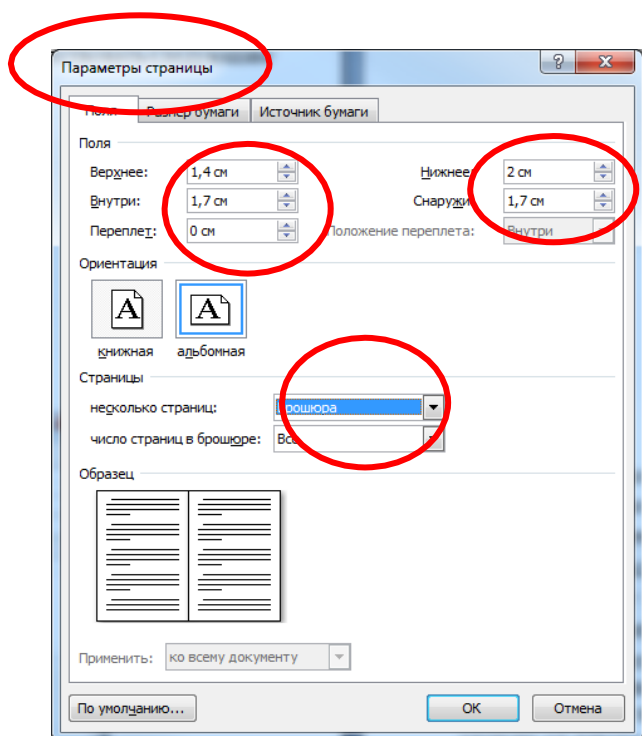 Параметры страницы
Поля Размер бумаги Источник бумаги
Поля
Верхнее: 1,4 см Нижнее: 2 см
Внутри: 1,7 см Снаружи: 1,7 см
Переплет: 0 см Положение переплета: Внутри
Ориентация
книжная альбомная
Страницы
несколько страниц: брошюра
число страниц в брошюре: Все
Образец
Применить: ко всему документу
По умолчанию... ОК Отмена